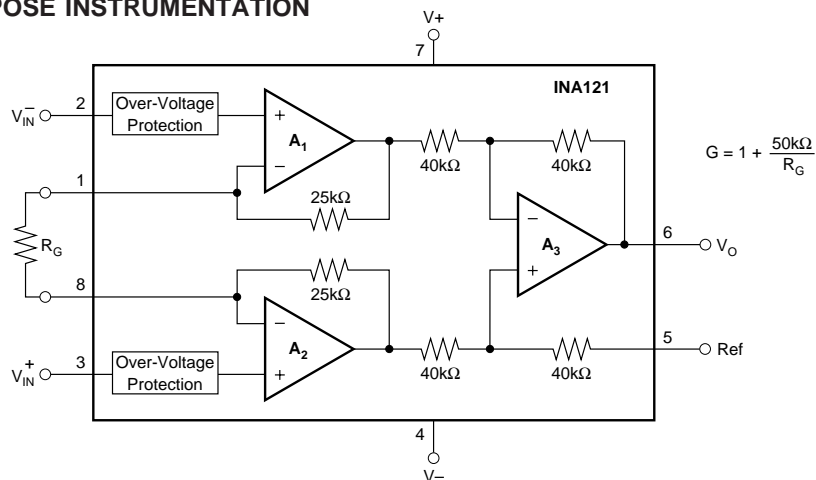 POSE INSTRUMENTATION
V+
7
INA121
2
Over-Voltage
Protection
V–IN
+
A1
–
40kΩ
40kΩ
G = 1 + 50kΩ
RG
1
25kΩ
RG
–
A3
+
6
VO
8
25kΩ
–
A2
+
3
Over-Voltage
Protection
V+IN
40kΩ
40kΩ
5
Ref
4
V–